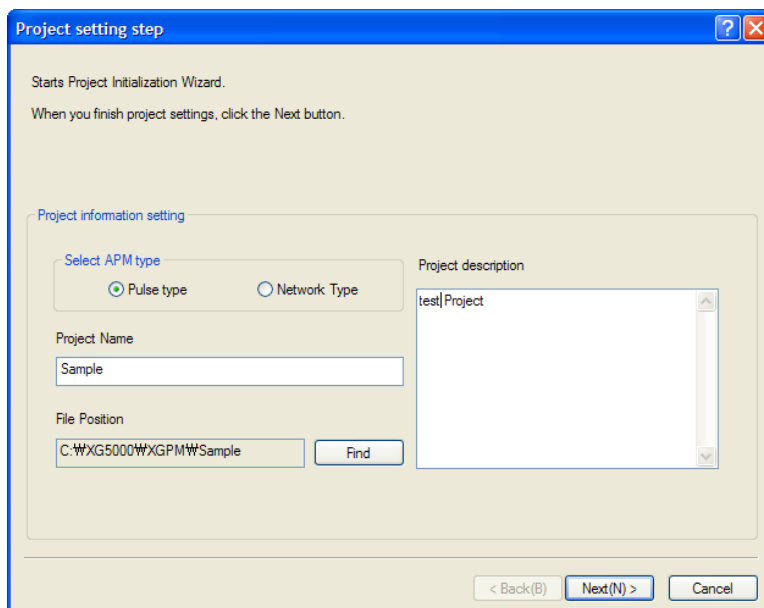 Project setting step
Starts Project Initialization Wizard.
When you finish project settings, click the Next button.
Project information setting
Select APM type
Pulse type
Network Type
Project Name
Sample
File Position
C:₩XG5000₩XGPM₩Sample
Find
Project description
test Project
< Back(B)
Next(N) >
Cancel